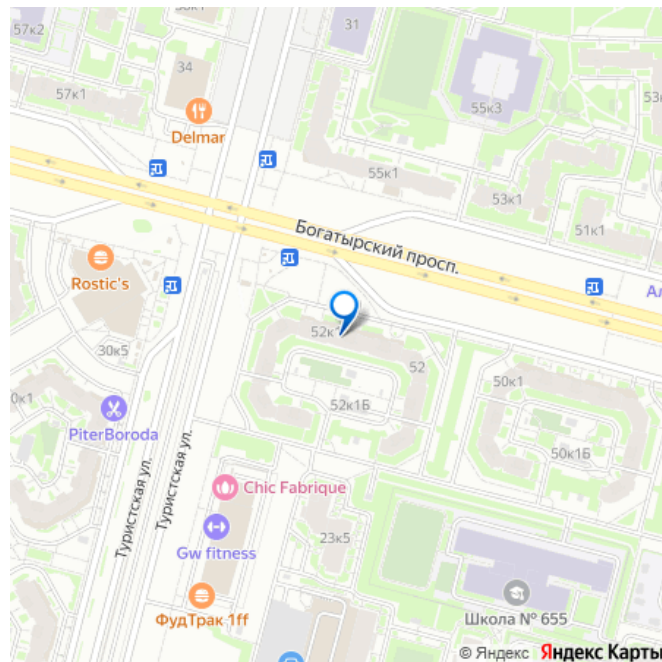 57к2
31
34
57к1
55к3
53к
Delmar
55к1
53к1
51к1
Богатырский просп.
Rostic's
Ал
52к1
30к5
52
50к1
0к1
52к1Б
PiterBoroda
50к1Б
Туристская ул.
Туристская ул.
Chic Fabrique
Gw fitness
23к5
ФудТрак 1ff
Школа № 655
© Яндекс Яндекс Карты